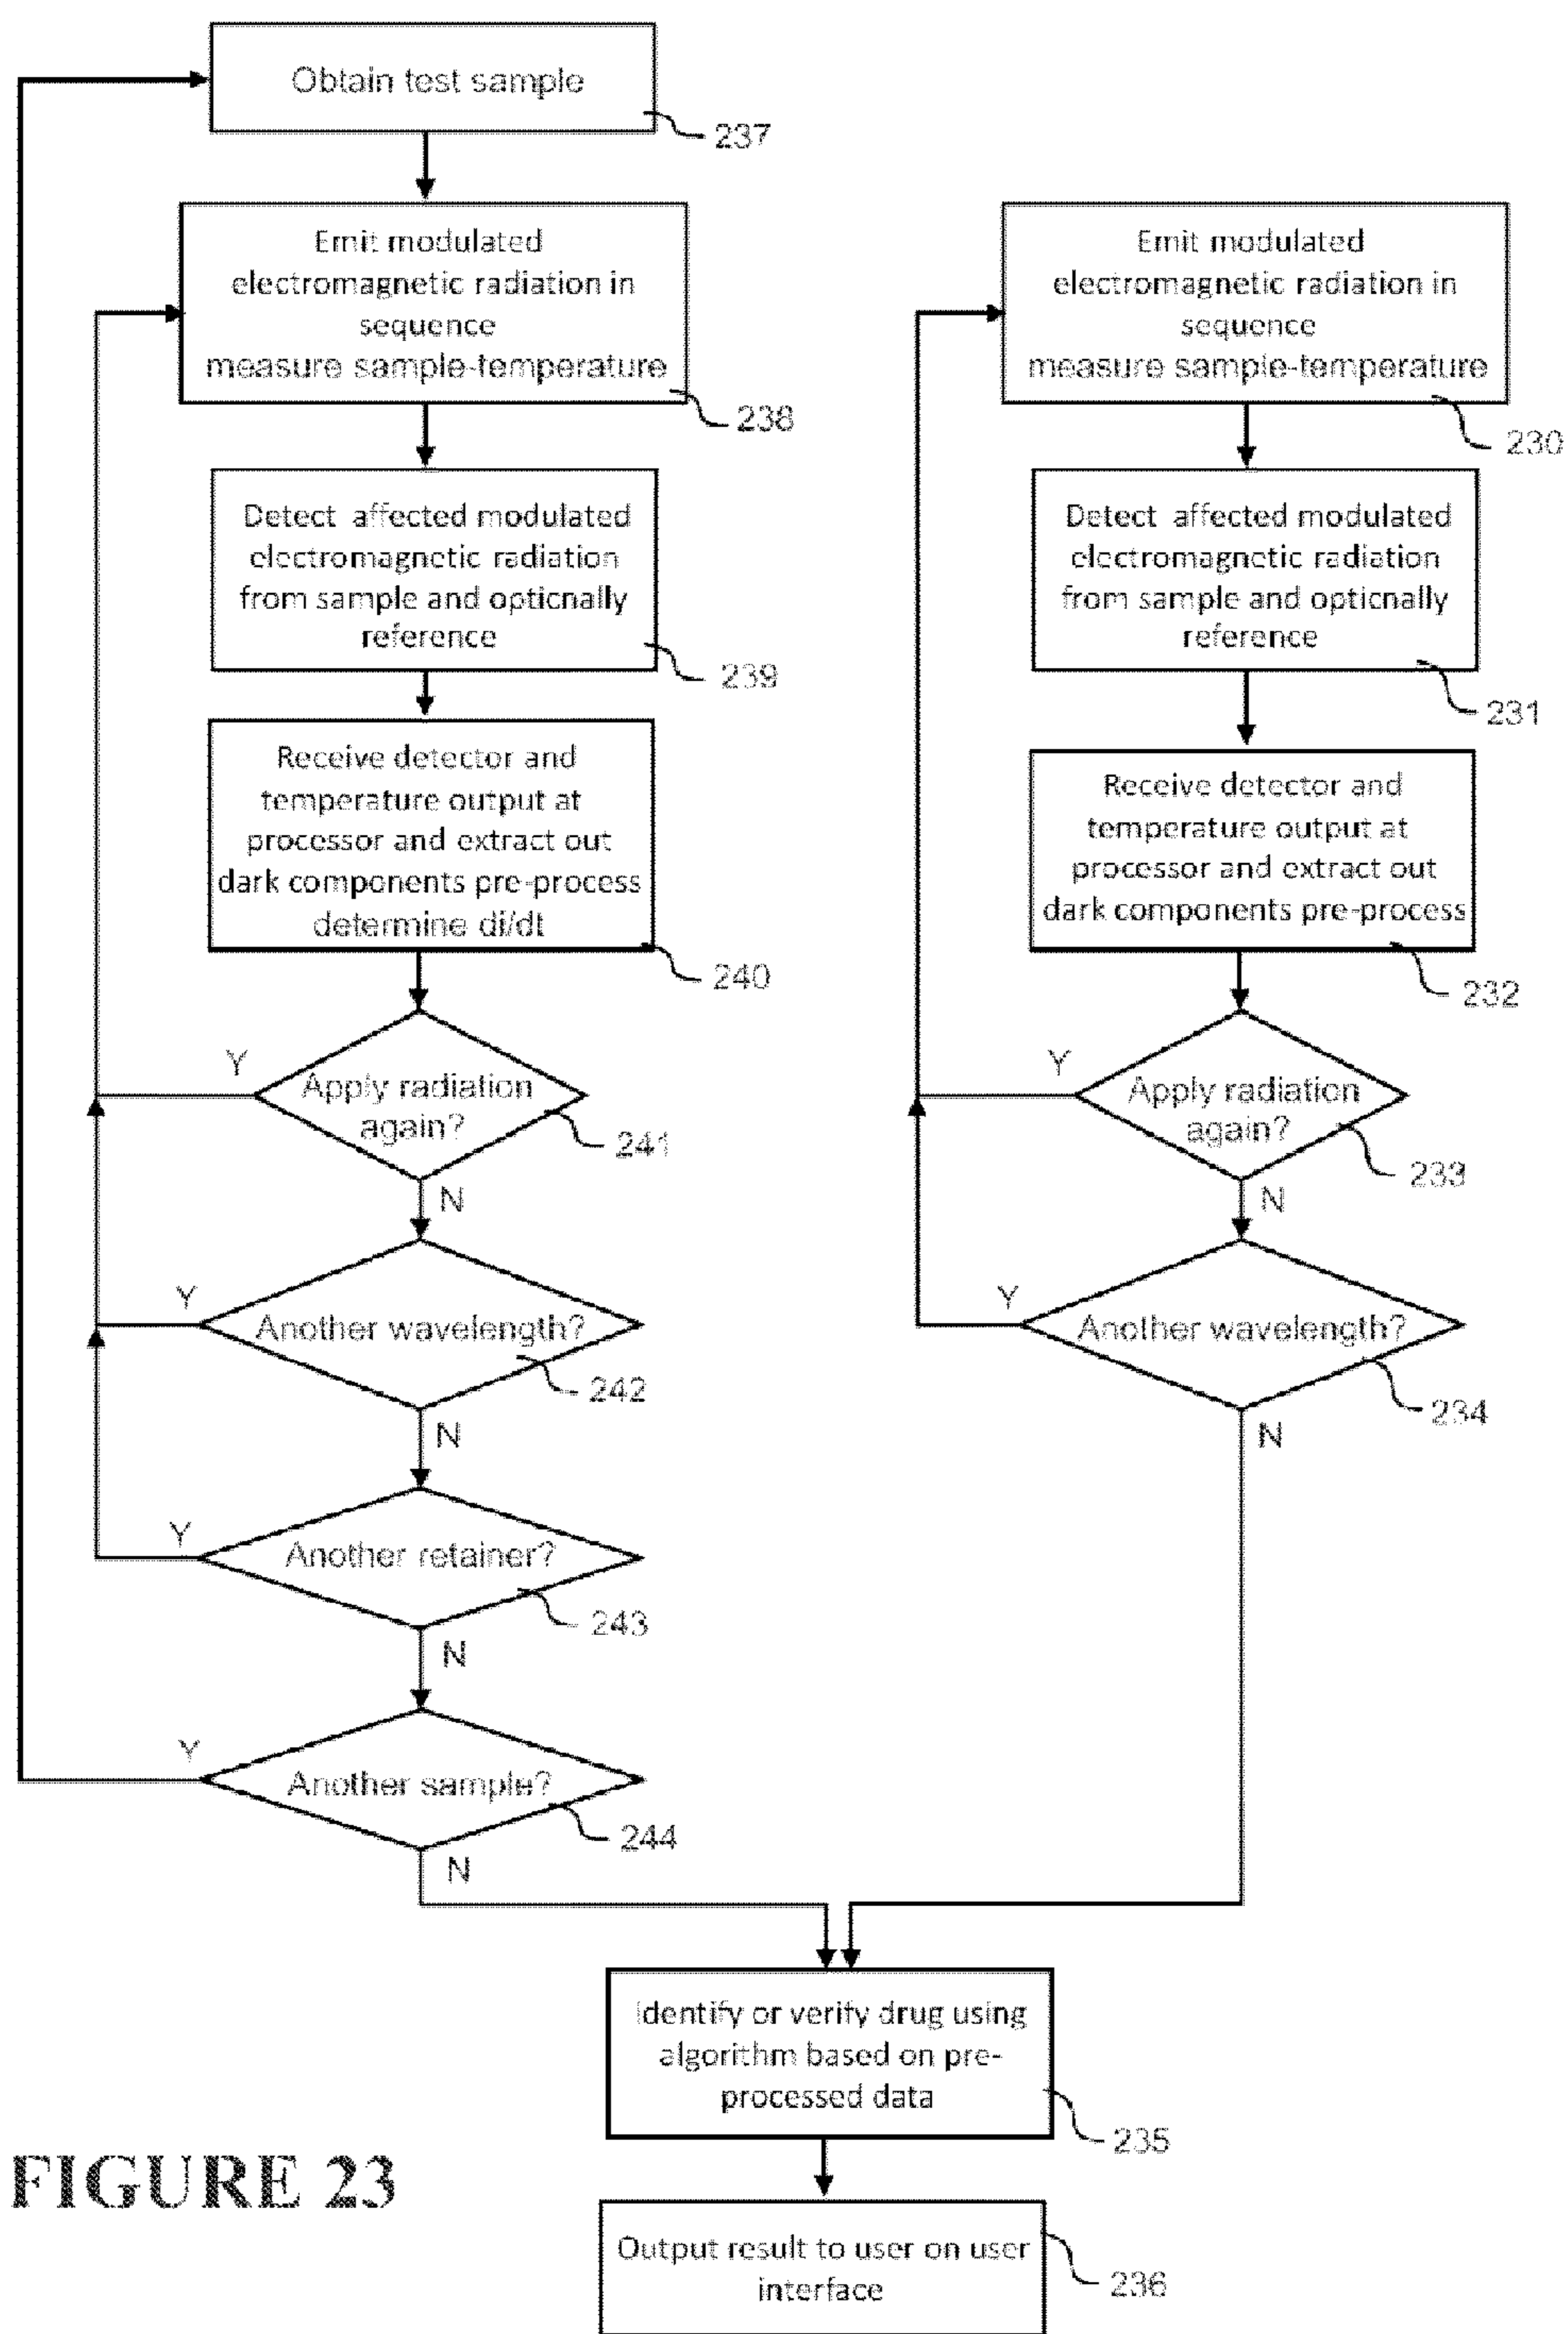 Obtain test sample
237
Emit modulated
electromagnetic radiation in
sequence
measure sample-temperature
238
Detect affected modulated
electromagnetic radiation
from sample and optionally
reference
239
Receive detector and
temperature output at
processor and extract out
dark components pre-process
determine di/dt
240
Y
Apply radiation
again?
241
N
Y
Another wavelength?
242
N
Y
Another retainer?
243
N
Y
Another sample?
244
N
Emit modulated
electromagnetic radiation in
sequence
measure sample-temperature
230
Detect affected modulated
electromagnetic radiation
from sample and optionally
reference
231
Receive detector and
temperature output at
processor and extract out
dark components pre-process
232
Y
Apply radiation
again?
233
N
Y
Another wavelength?
234
N
Identify or verify drug using
algorithm based on pre-
processed data
235
Output result to user on user
interface
236
FIGURE 23